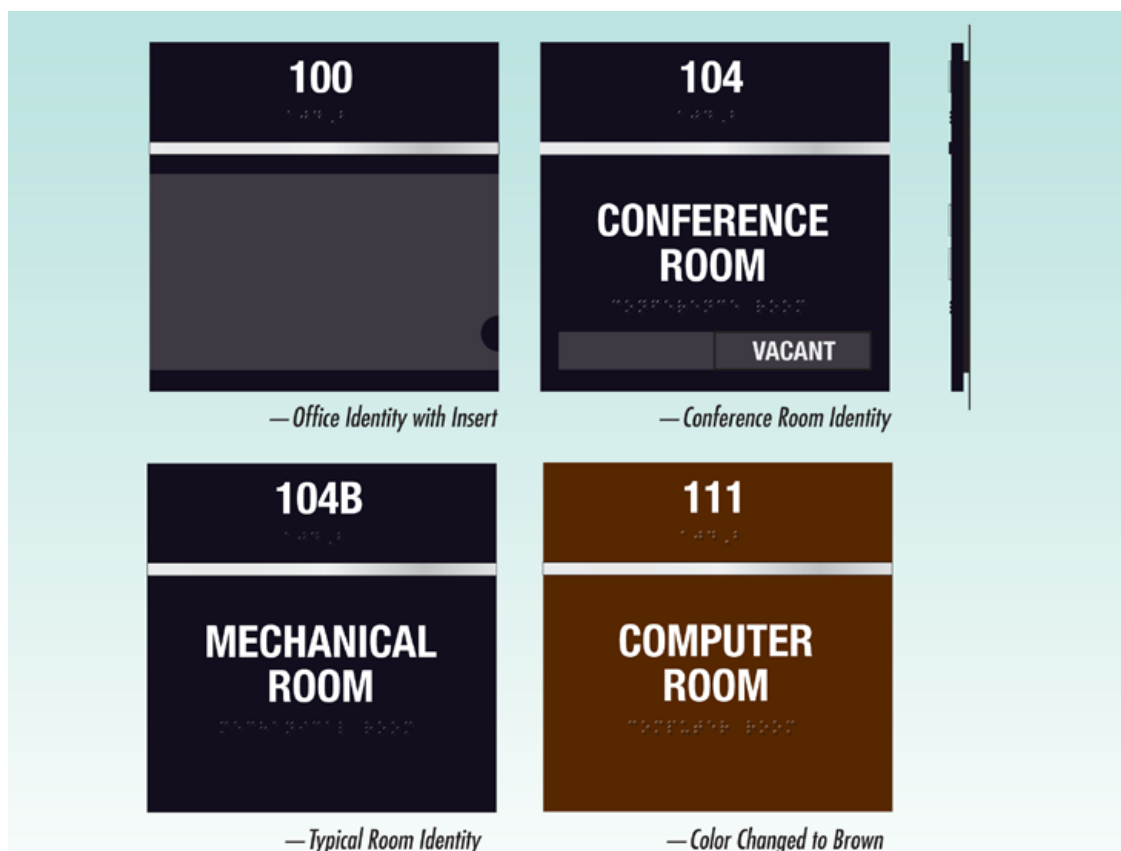 100
104
CONFERENCE
ROOM
VACANT
—Office Identity with Insert
—Conference Room Identity
104B
111
MECHANICAL
ROOM
COMPUTER
ROOM
—Typical Room Identity
—Color Changed to Brown